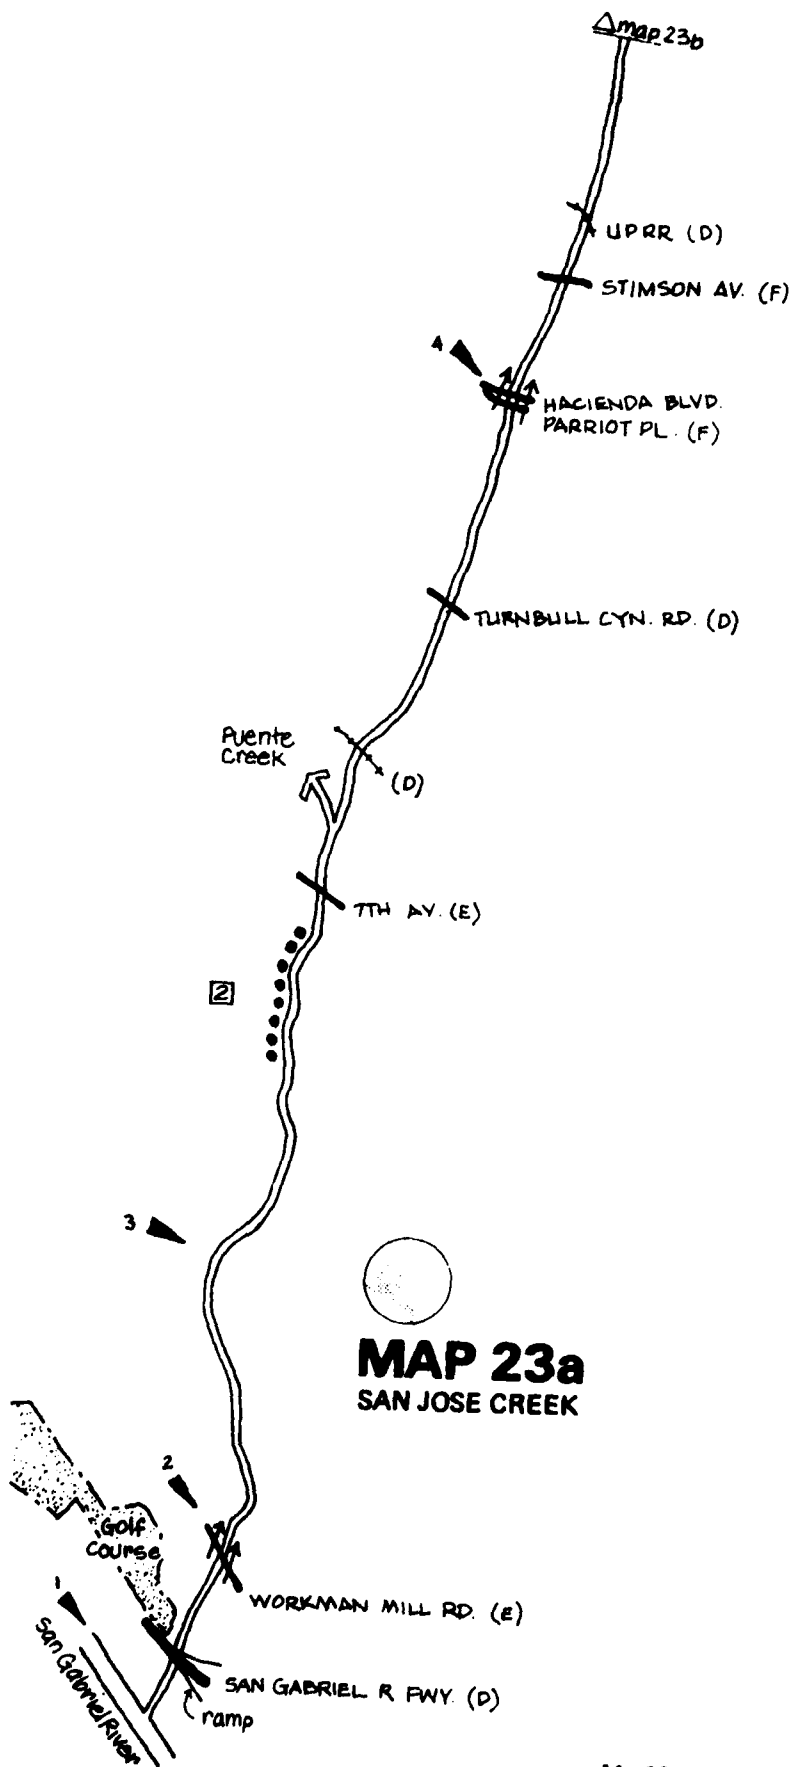 map 23b
UPRR (D)
STIMSON AV. (F)
4
HACIENDA BLVD.
PARRIOT PL. (F)
TURNBULL CYN. RD. (D)
Puente
Creek
(D)
7TH AV. (E)
2
3
MAP 23a
SAN JOSE CREEK
2
Golf
Course
WORKMAN MILL RD. (E)
1
San Gabriel River
SAN GABRIEL R FWY. (D)
ramp